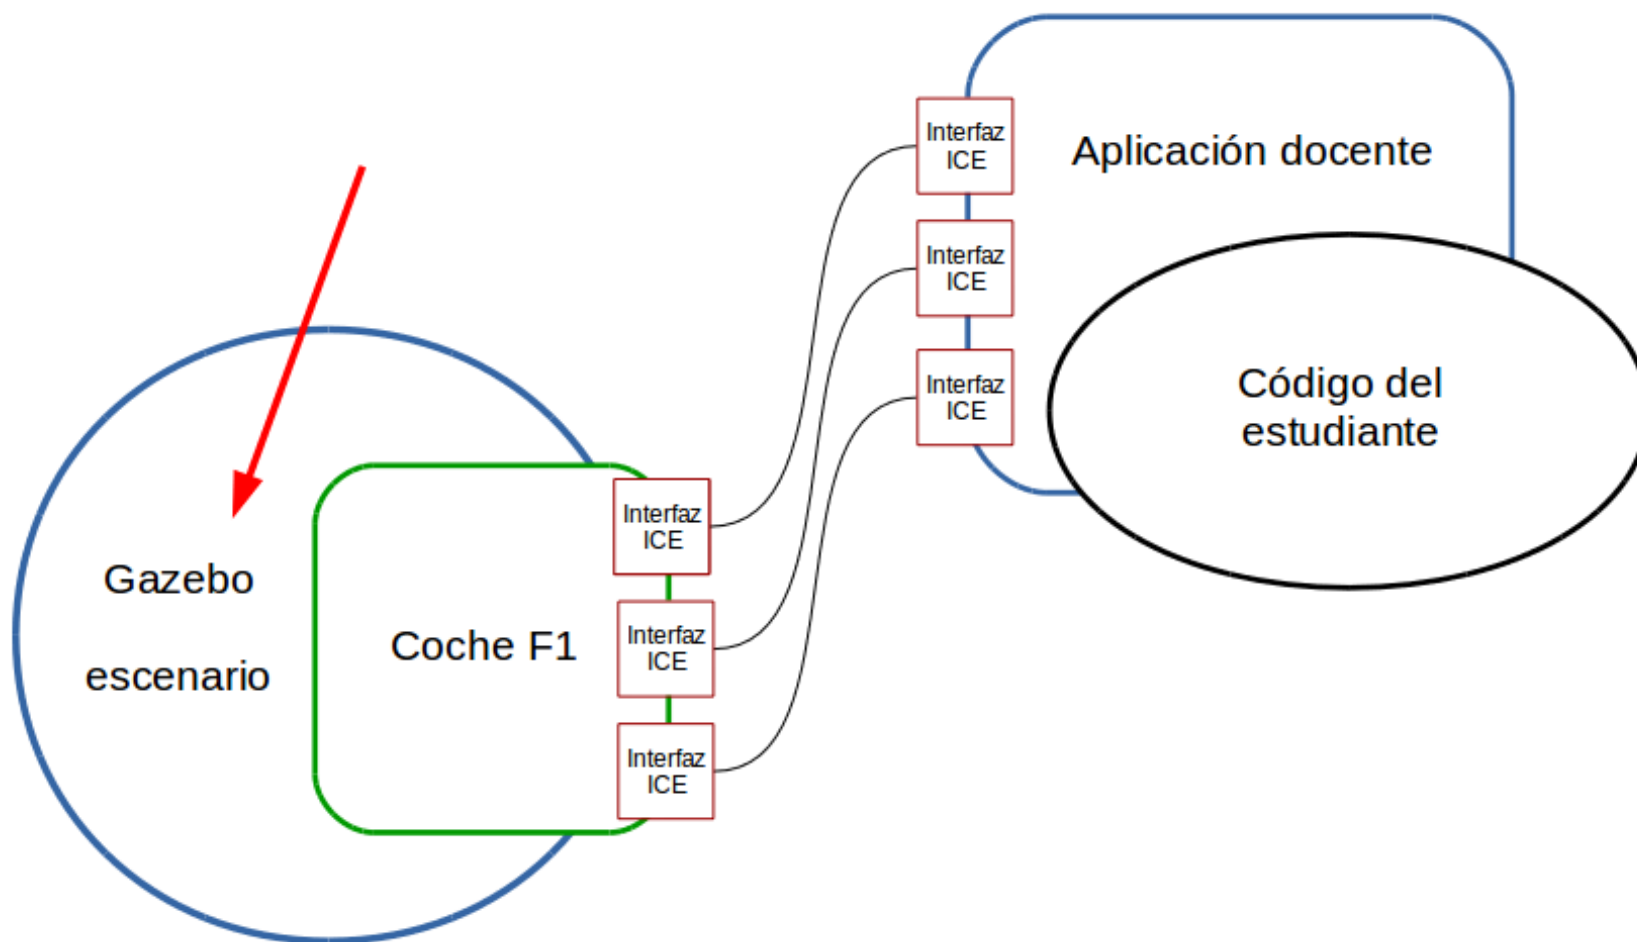 Interfaz
ICE
Aplicación docente
Interfaz
ICE
Interfaz
ICE
Código del
estudiante
Gazebo
escenario
Coche F1
Interfaz
ICE
Interfaz
ICE
Interfaz
ICE